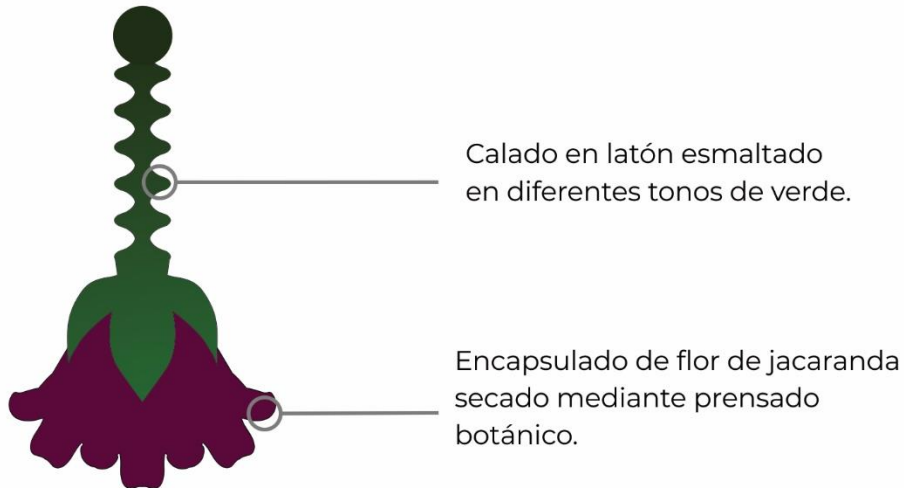 Calado en latón esmaltado
en diferentes tonos de verde.
Encapsulado de flor de jacaranda
secado mediante prensado
botánico.